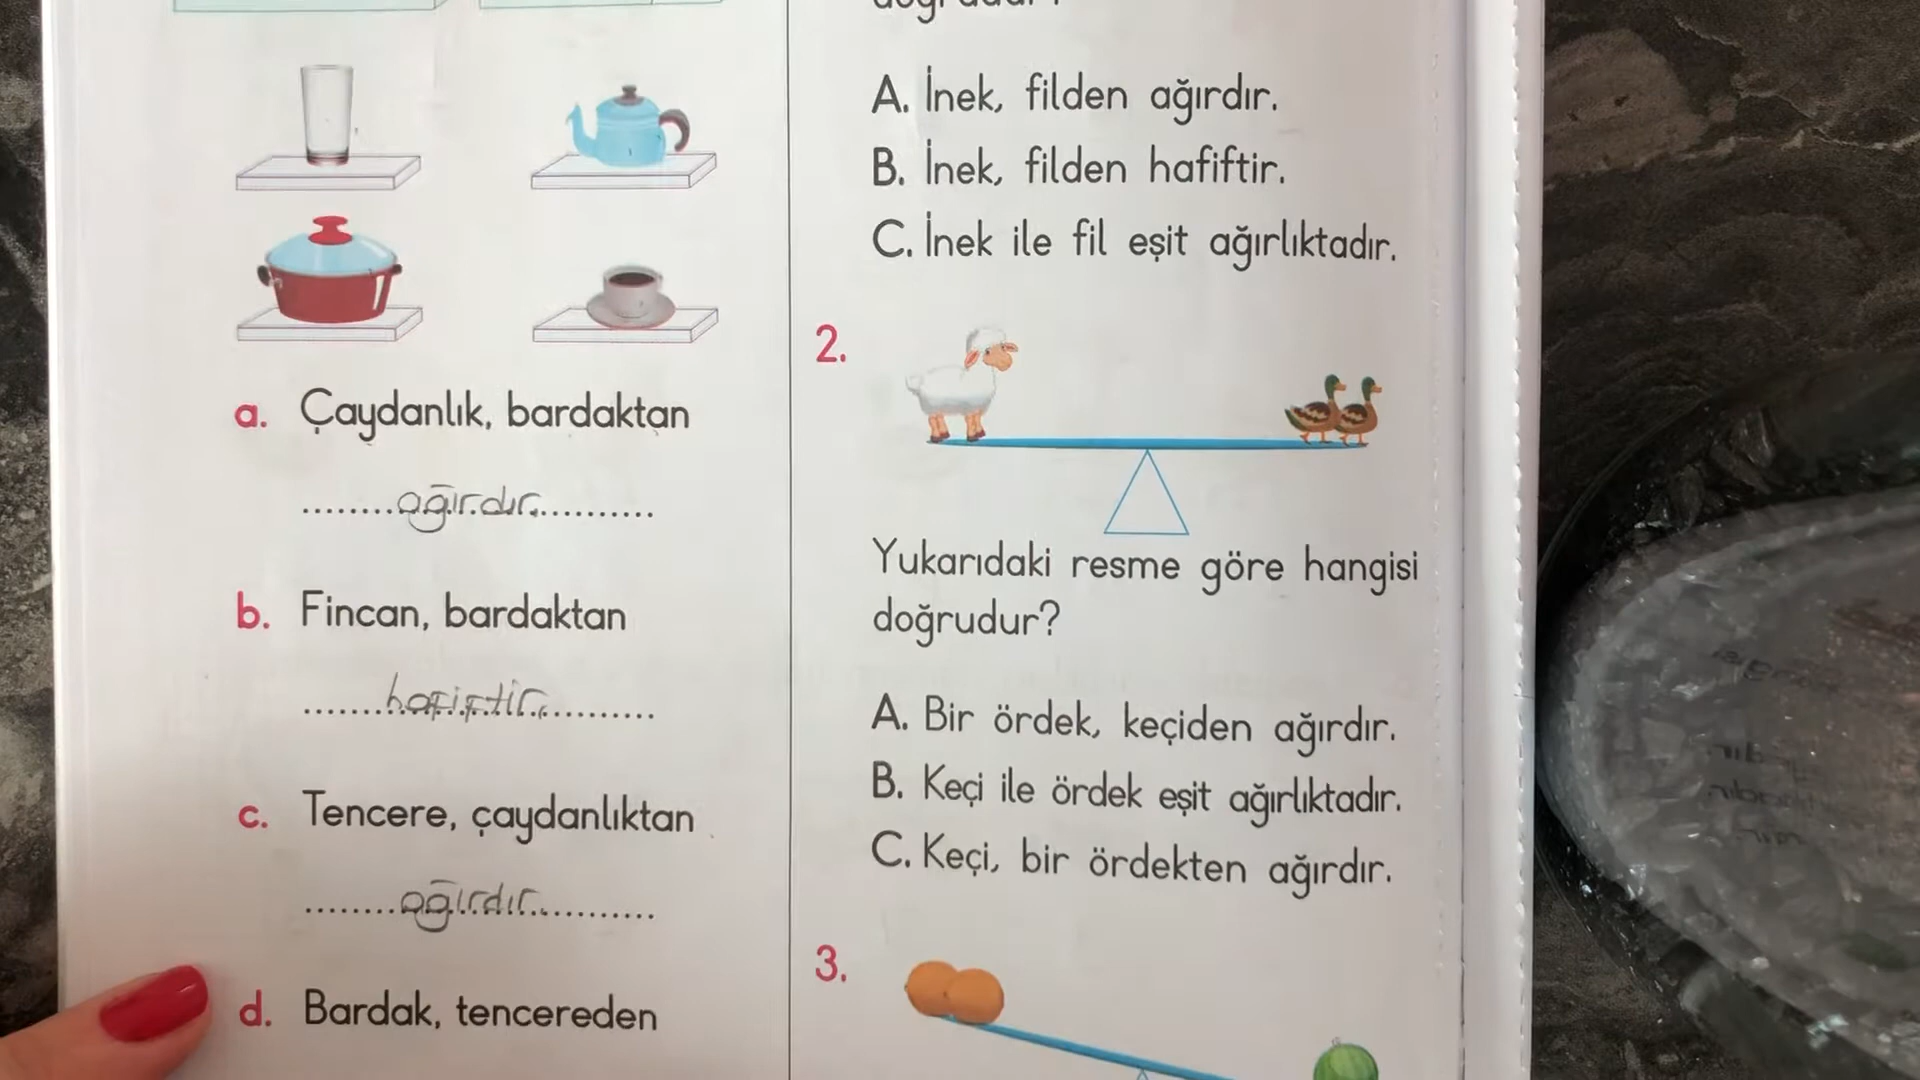 a. Çaydanlık, bardaktan
........ağırdır............
b. Fincan, bardaktan
.......hafiftir............
c. Tencere, çaydanlıktan
........ağırdır............
d. Bardak, tencereden
A. İnek, filden ağırdır.
B. İnek, filden hafiftir.
C. İnek ile fil eşit ağırlıktadır.
2.
Yukarıdaki resme göre hangisi
doğrudur?
A. Bir ördek, keçiden ağırdır.
B. Keçi ile ördek eşit ağırlıktadır.
C. Keçi, bir ördekten ağırdır.
3.